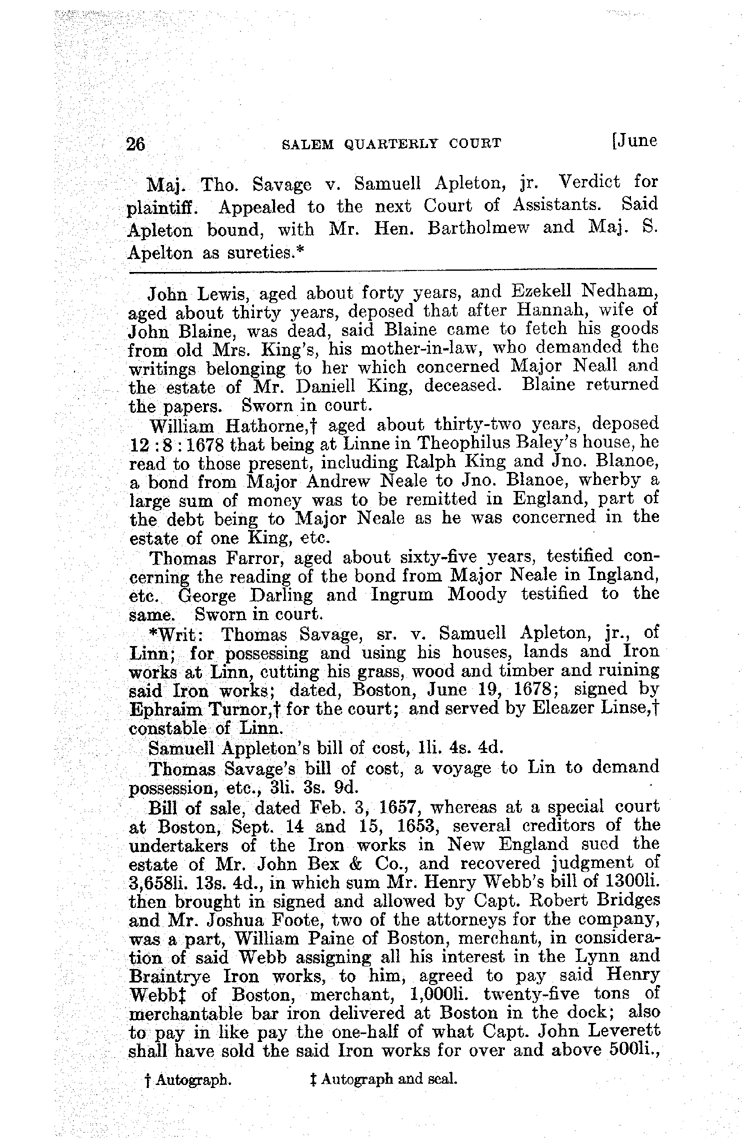 26 SALEM QUARTERLY COURT [June
Maj. Tho. Savage v. Samuell Apleton, jr. Verdict for
plaintiff. Appealed to the next Court of Assistants. Said
Apleton bound, with Mr. Hen. Bartholmew and Maj. S.
Apelton as sureties.*
John Lewis, aged about forty years, and Ezekell Nedham,
aged about thirty years, deposed that after Hannah, wife of
John Blaine, was dead, said Blaine came to fetch his goods
from old Mrs. King's, his mother-in-law, who demanded the
writings belonging to her which concerned Major Neall and
the estate of Mr. Daniell King, deceased. Blaine returned
the papers. Sworn in court.
William Hathorne,† aged about thirty-two years, deposed
12 : 8 : 1678 that being at Linne in Theophilus Baley's house, he
read to those present, including Ralph King and Jno. Blanoe,
a bond from Major Andrew Neale to Jno. Blanoe, wherby a
large sum of money was to be remitted in England, part of
the debt being to Major Neale as he was concerned in the
estate of one King, etc.
Thomas Farror, aged about sixty-five years, testified con-
cerning the reading of the bond from Major Neale in Ingland,
etc. George Darling and Ingrum Moody testified to the
same. Sworn in court.
*Writ: Thomas Savage, sr. v. Samuell Apleton, jr., of
Linn; for possessing and using his houses, lands and Iron
works at Linn, cutting his grass, wood and timber and ruining
said Iron works; dated, Boston, June 19, 1678; signed by
Ephraim Turnor,† for the court; and served by Eleazer Linse,†
constable of Linn.
Samuell Appleton's bill of cost, 1li. 4s. 4d.
Thomas Savage's bill of cost, a voyage to Lin to demand
possession, etc., 3li. 3s. 9d.
Bill of sale, dated Feb. 3, 1657, whereas at a special court
at Boston, Sept. 14 and 15, 1653, several creditors of the
undertakers of the Iron works in New England sued the
estate of Mr. John Bex & Co., and recovered judgment of
3,658li. 13s. 4d., in which sum Mr. Henry Webb's bill of 1300li.
then brought in signed and allowed by Capt. Robert Bridges
and Mr. Joshua Foote, two of the attorneys for the company,
was a part, William Paine of Boston, merchant, in considera-
tion of said Webb assigning all his interest in the Lynn and
Braintrye Iron works, to him, agreed to pay said Henry
Webb‡ of Boston, merchant, 1,000li. twenty-five tons of
merchantable bar iron delivered at Boston in the dock; also
to pay in like pay the one-half of what Capt. John Leverett
shall have sold the said Iron works for over and above 500li.,
† Autograph. ‡ Autograph and seal.